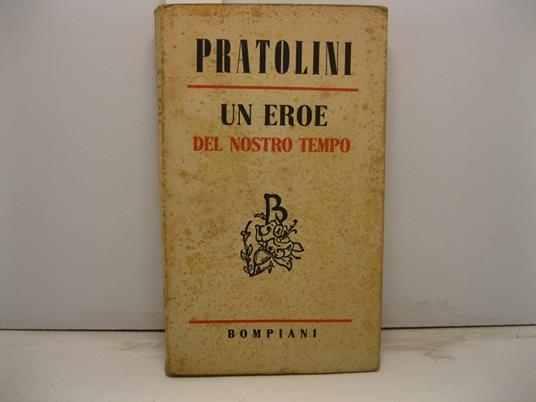 PRATOLINI
UN EROE
DEL NOSTRO TEMPO
B
BOMPIANI